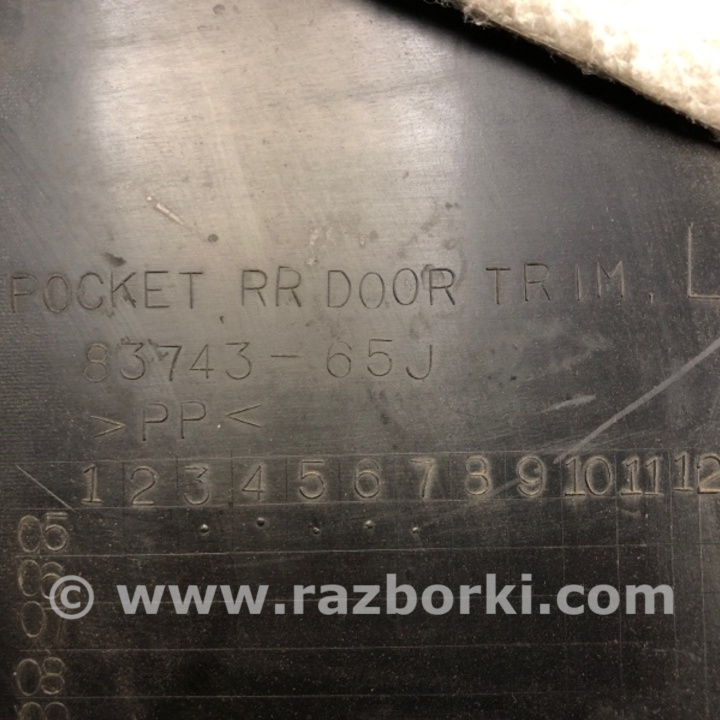 POCKET, RR DOOR TRIM, L
83743-65J
>PP<
1 2 3 4 5 6 7 8 9 10 11 12
05
06
© www.razborki.com
07
08